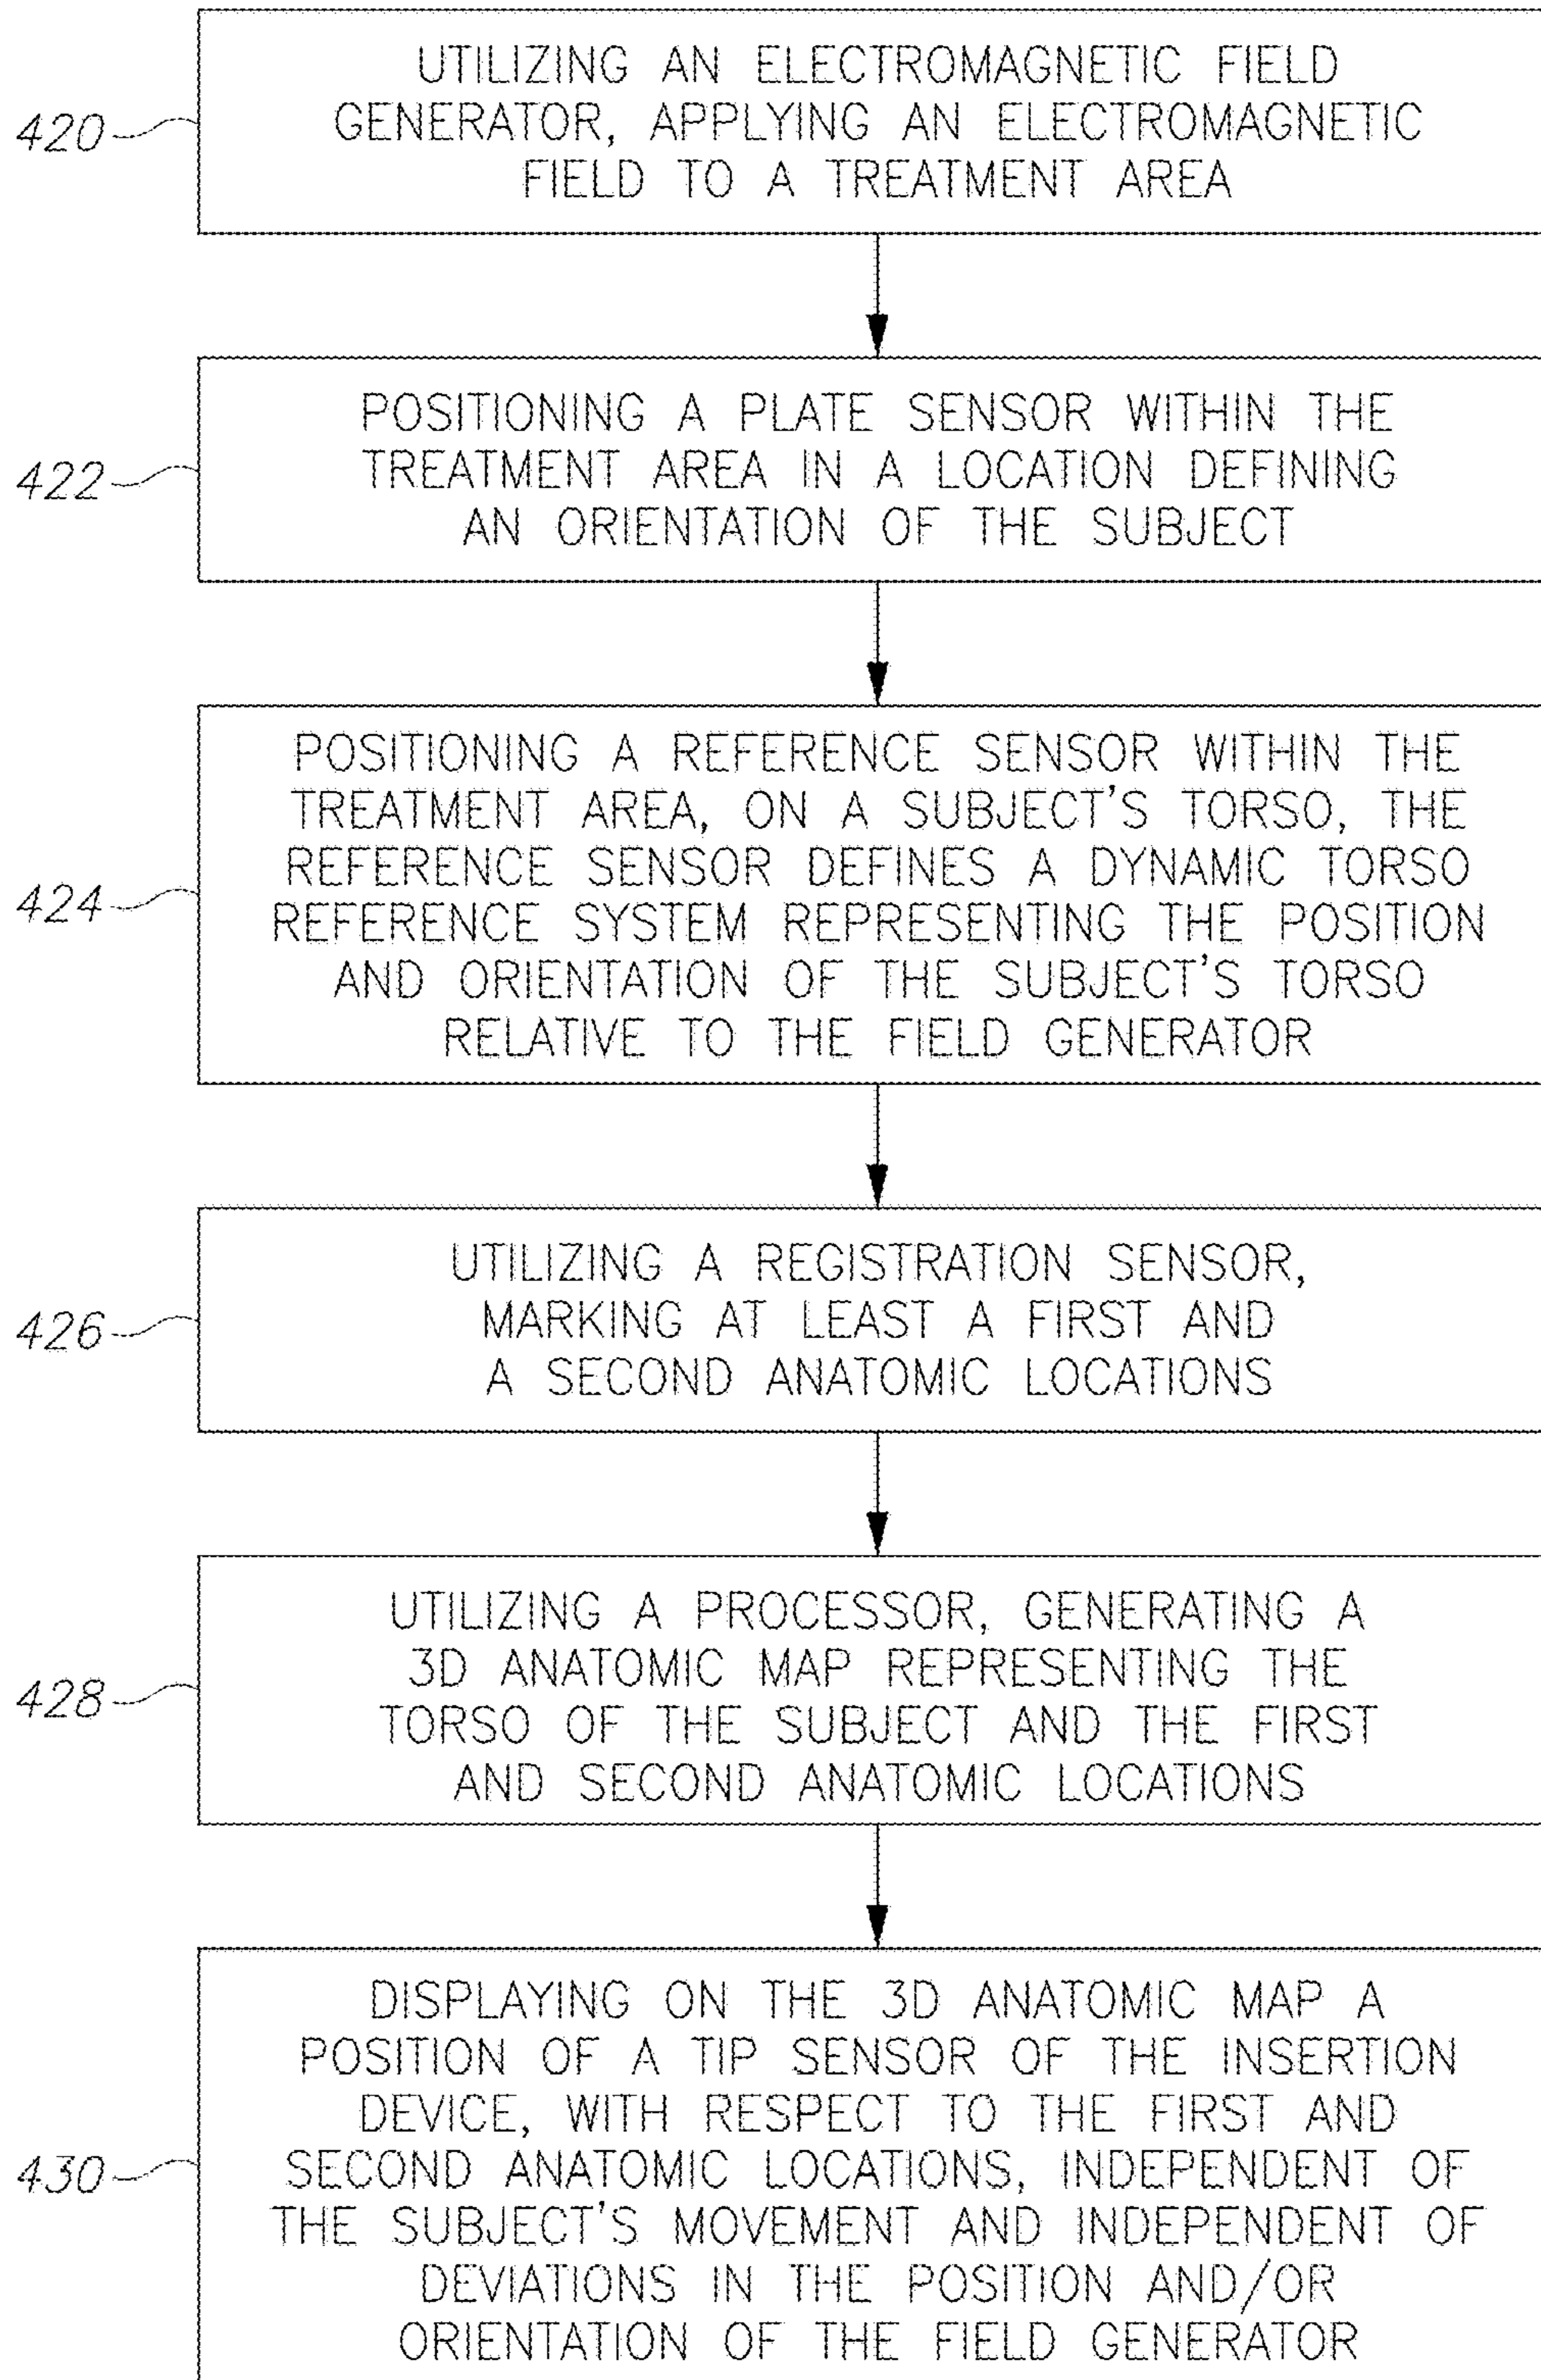 UTILIZING AN ELECTROMAGNETIC FIELD
420
GENERATOR, APPLYING AN ELECTROMAGNETIC
FIELD TO A TREATMENT AREA
POSITIONING A PLATE SENSOR WITHIN THE
422
TREATMENT AREA IN A LOCATION DEFINING
AN ORIENTATION OF THE SUBJECT
POSITIONING A REFERENCE SENSOR WITHIN THE
TREATMENT AREA, ON A SUBJECT'S TORSO, THE
REFERENCE SENSOR DEFINES A DYNAMIC TORSO
424
REFERENCE SYSTEM REPRESENTING THE POSITION
AND ORIENTATION OF THE SUBJECT'S TORSO
RELATIVE TO THE FIELD GENERATOR
UTILIZING A REGISTRATION SENSOR,
426
MARKING AT LEAST A FIRST AND
A SECOND ANATOMIC LOCATIONS
UTILIZING A PROCESSOR, GENERATING A
3D ANATOMIC MAP REPRESENTING THE
428
TORSO OF THE SUBJECT AND THE FIRST
AND SECOND ANATOMIC LOCATIONS
DISPLAYING ON THE 3D ANATOMIC MAP A
POSITION OF A TIP SENSOR OF THE INSERTION
DEVICE, WITH RESPECT TO THE FIRST AND
430
SECOND ANATOMIC LOCATIONS, INDEPENDENT OF
THE SUBJECT'S MOVEMENT AND INDEPENDENT OF
DEVIATIONS IN THE POSITION AND/OR
ORIENTATION OF THE FIELD GENERATOR